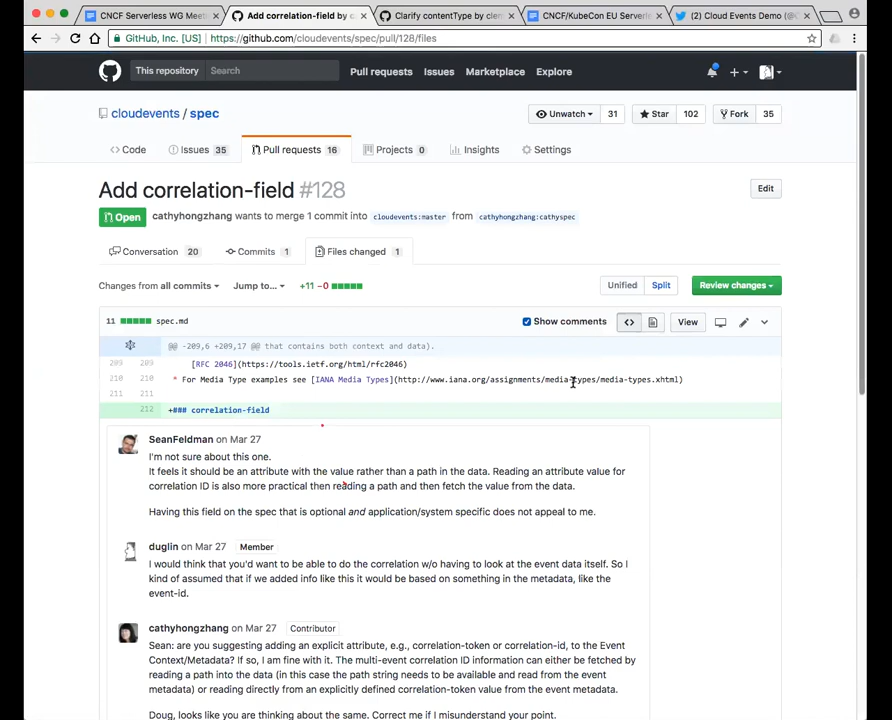 CNCF Serverless WG Meet
Add correlation-field by c
Clarify contentType by clem
CNCF/KubeCon EU Serverle
(2) Cloud Events Demo (@
GitHub, Inc. [US] https://github.com/cloudevents/spec/pull/128/files
This repository Search Pull requests Issues Marketplace Explore
cloudevents / spec Unwatch 31 Star 102 Fork 35
Code Issues 35 Pull requests 16 Projects 0 Insights Settings
Add correlation-field #128 Edit
Open cathyhongzhang wants to merge 1 commit into cloudevents:master from cathyhongzhang:cathyspec
Conversation 20 Commits 1 Files changed 1
Changes from all commits Jump to... +11 −0 Unified Split Review changes
11 spec.md Show comments <> View
@@ -209,6 +209,17 @@ that contains both context and data).
209 209 [RFC 2046](https://tools.ietf.org/html/rfc2046)
210 210 * For Media Type examples see [IANA Media Types](http://www.iana.org/assignments/media-types/media-types.xhtml)
211 211
212 +### correlation-field
SeanFeldman on Mar 27
I'm not sure about this one.
It feels it should be an attribute with the value rather than a path in the data. Reading an attribute value for
correlation ID is also more practical then reading a path and then fetch the value from the data.
Having this field on the spec that is optional and application/system specific does not appeal to me.
duglin on Mar 27 Member
I would think that you'd want to be able to do the correlation w/o having to look at the event data itself. So I
kind of assumed that if we added info like this it would be based on something in the metadata, like the
event-id.
cathyhongzhang on Mar 27 Contributor
Sean: are you suggesting adding an explicit attribute, e.g., correlation-token or correlation-id, to the Event
Context/Metadata? If so, I am fine with it. The multi-event correlation ID information can either be fetched by
reading a path into the data (in this case the path string needs to be available and read from the event
metadata) or reading directly from an explicitly defined correlation-token value from the event metadata.
Doug, looks like you are thinking about the same. Correct me if I misunderstand your point.